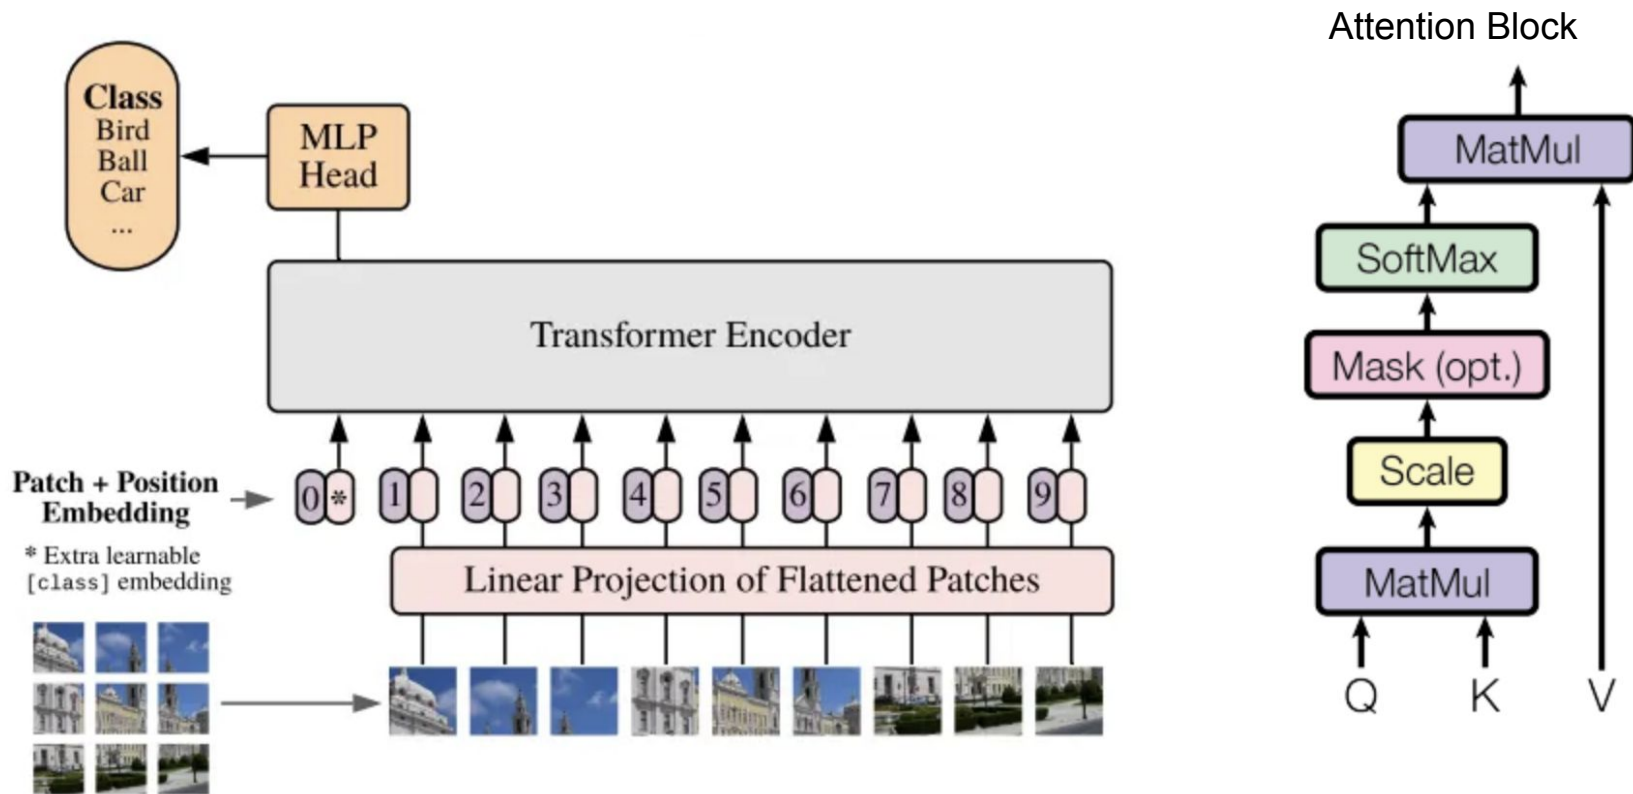 Class
Bird
Ball
Car
...
MLP
Head
Transformer Encoder
Patch + Position
Embedding
* Extra learnable
[class] embedding
0 * 1 2 3 4 5 6 7 8 9
Linear Projection of Flattened Patches
Attention Block
MatMul
SoftMax
Mask (opt.)
Scale
MatMul
Q K V